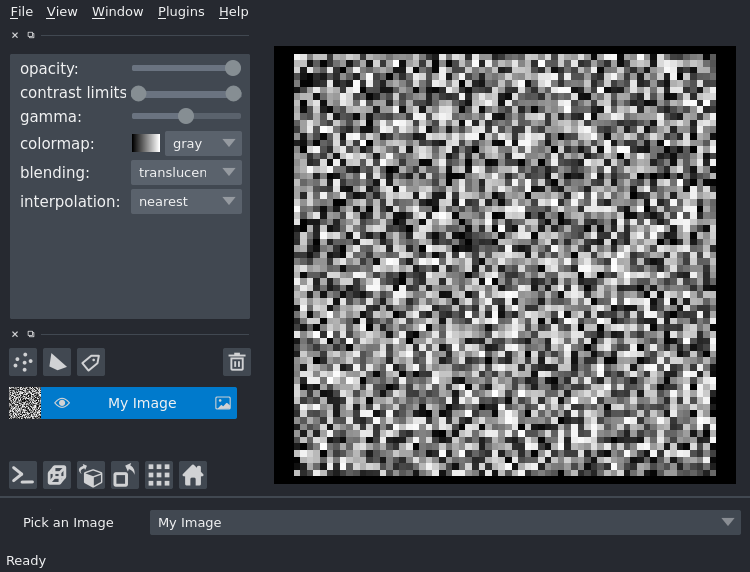 File View Window Plugins Help
opacity:
contrast limits
gamma:
colormap: gray
blending: translucen
interpolation: nearest
My Image
Pick an Image My Image
Ready